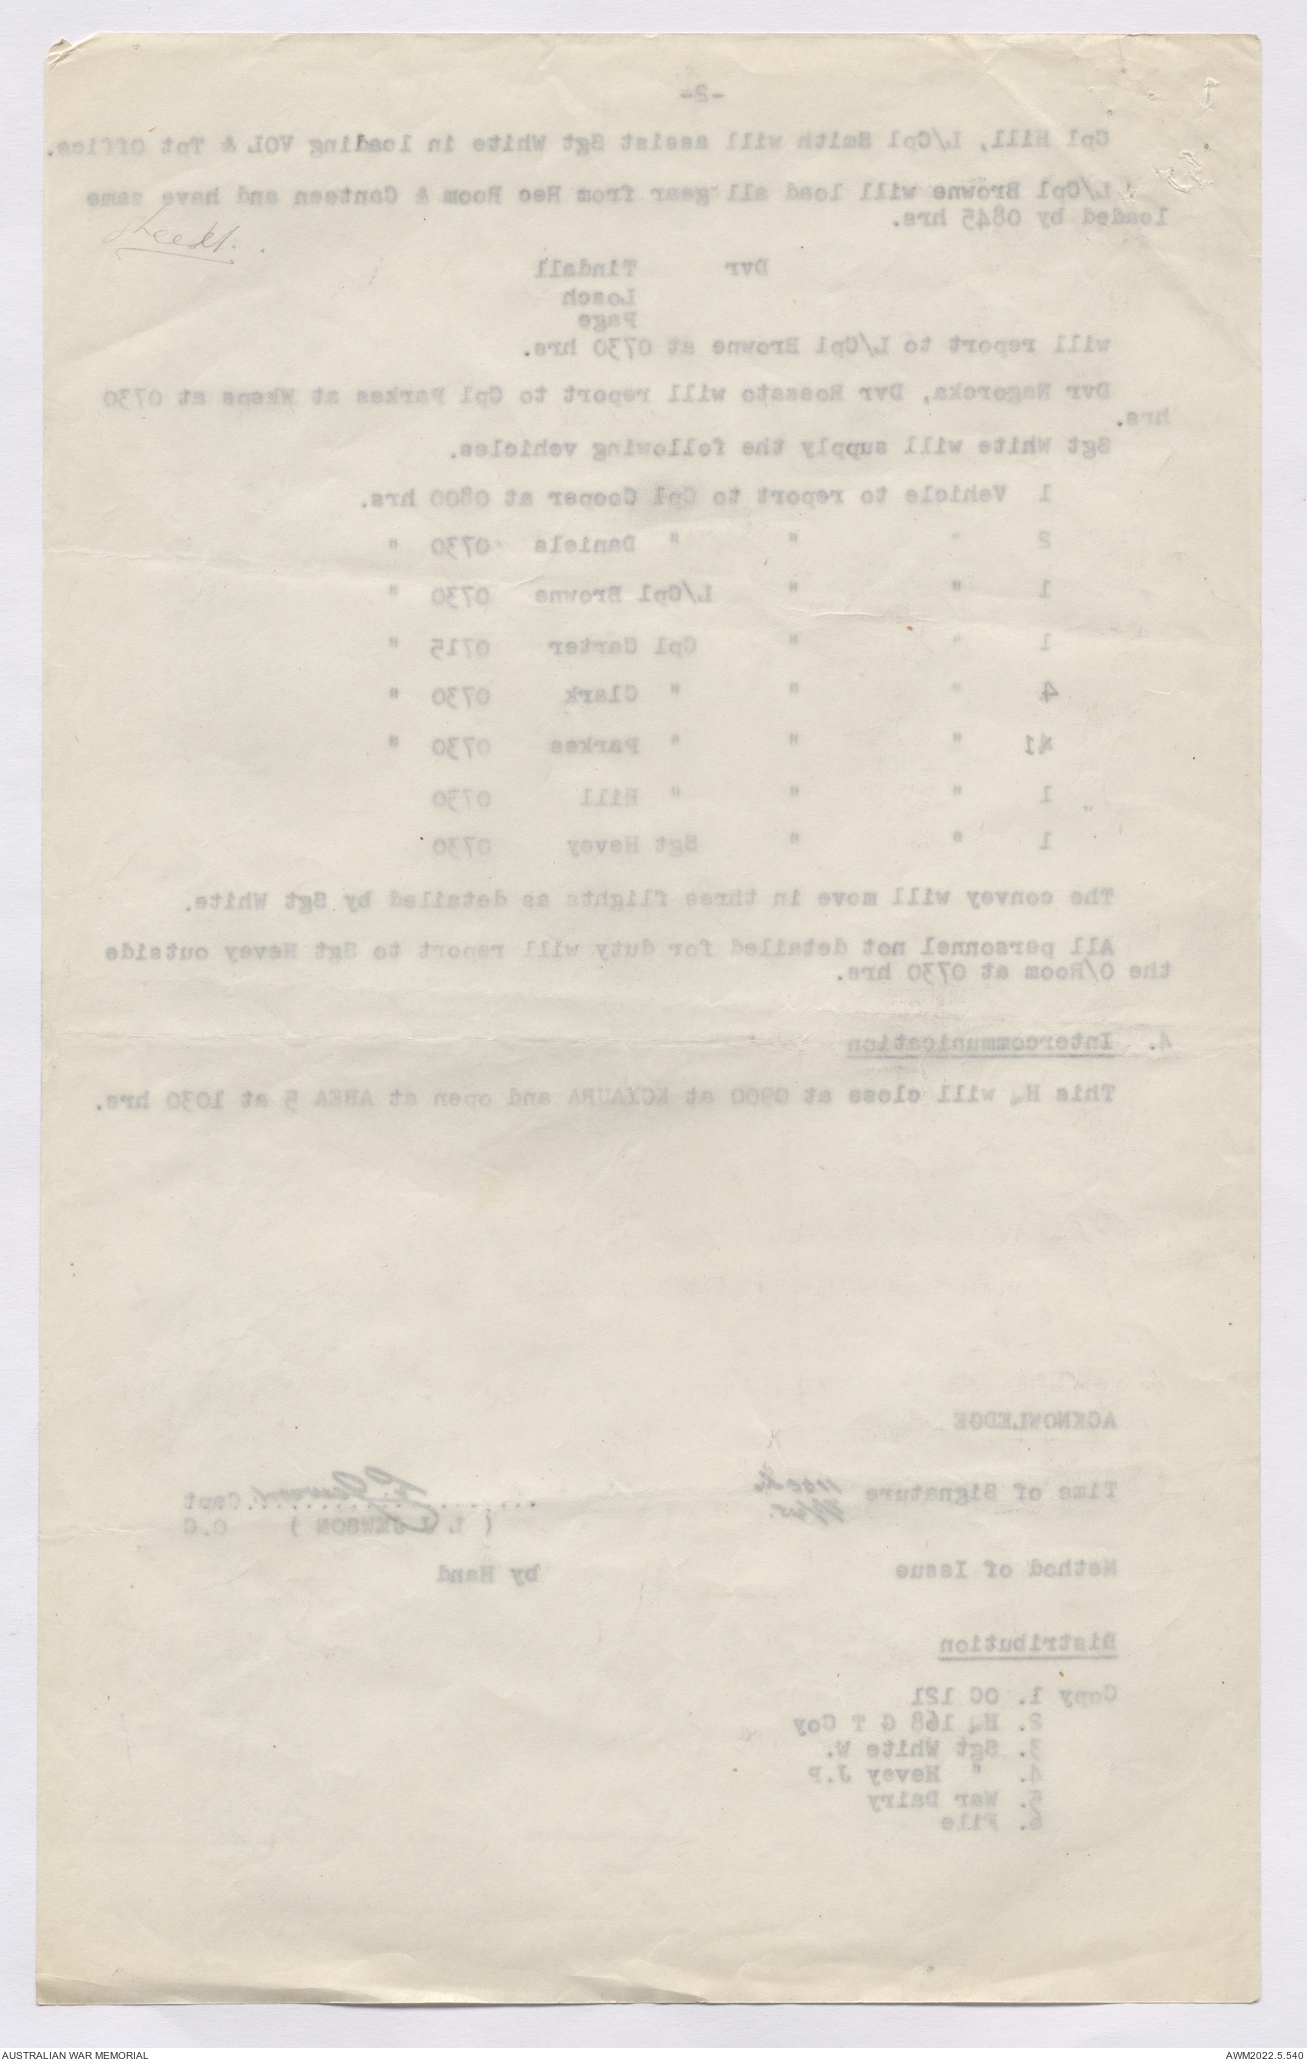 -2-
Cpl Hill, L/Cpl Smith will assist Sgt White in loading VOL & Tpt Office.
L/Cpl Browne will load all gear from Rec Room & Canteen and have same
loaded by 0845 hrs.
Dvr Tindall
Losch
Page
will report to L/Cpl Browne at 0730 hrs.
Dvr Nagorcka, Dvr Rossato will report to Cpl Parkes at Wksps at 0730
hrs.
Sgt White will supply the following vehicles.
1 Vehicle to report to Cpl Cooper at 0800 hrs.
2 " " " Daniels 0730 "
1 " " L/Cpl Browne 0730 "
1 " " Cpl Carter 0715 "
4 " " " Clark 0730 "
1 " " " Parkes 0730 "
1 " " " Hill 0730
1 " " Sgt Hevey 0730
The convey will move in three flights as detailed by Sgt White.
All personnel not detailed for duty will report to Sgt Hevey outside
the O/Room at 0730 hrs.
4. Intercommunication
This HQ will close at 0900 at KOYAURA and open at AREA 5 at 1030 hrs.
ACKNOWLEDGE
Time of Signature ..................Capt
( L LAWSON ) O.C
Method of Issue by Hand
Distribution
Copy 1. OC 121
2. HQ 168 G T Coy
3. Sgt White W.
4. " Hevey J.P
5. War Dairy
6. File
AUSTRALIAN WAR MEMORIAL
AWM2022.5.540